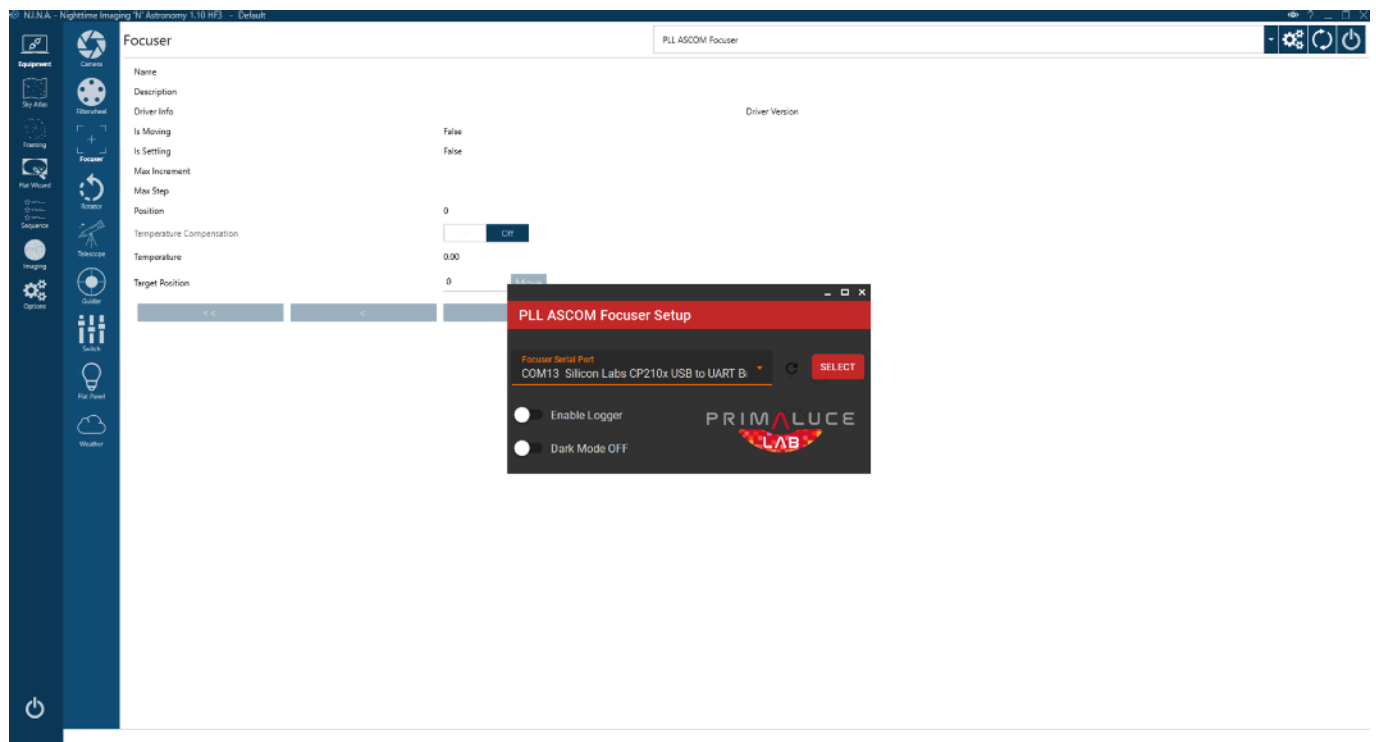 N.I.N.A. - Nighttime Imaging 'N' Astronomy 1.10 HF3 - Default
Equipment
Sky Atlas
Framing
Flat Wizard
Sequence
Imaging
Options
Camera
Filterwheel
Focuser
Rotator
Telescope
Guider
Switch
Flat Panel
Weather
Focuser
PLL ASCOM Focuser
Name
Description
Driver Info
Driver Version
Is Moving False
Is Settling False
Max Increment
Max Step
Position 0
Temperature Compensation Off
Temperature 0.00
Target Position 0 Move
<< <
PLL ASCOM Focuser Setup
Focuser Serial Port
COM13 Silicon Labs CP210x USB to UART B
SELECT
Enable Logger
Dark Mode OFF
PRIMALUCE
LAB